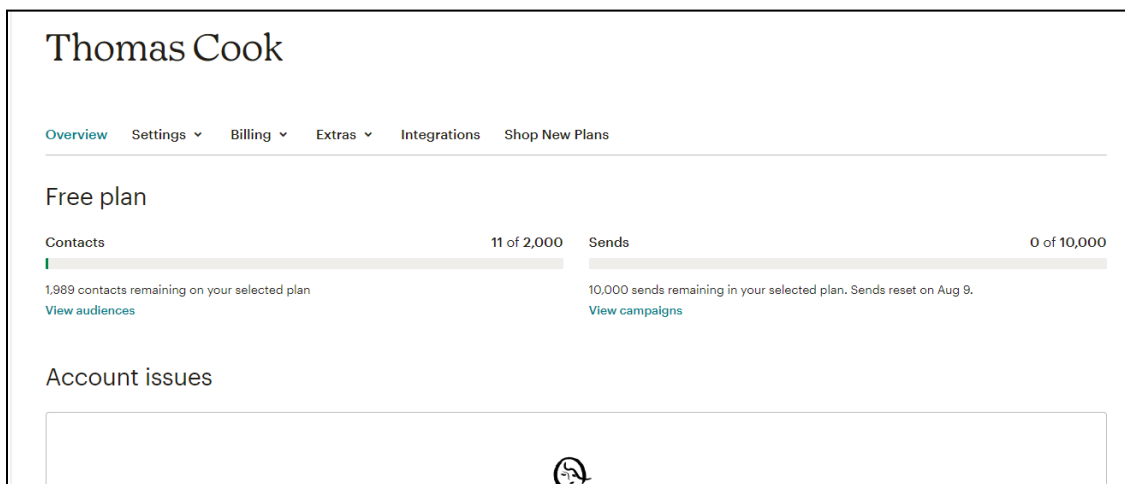 Thomas Cook
Overview Settings Billing Extras Integrations Shop New Plans
Free plan
Contacts 11 of 2,000
1,989 contacts remaining on your selected plan
View audiences
Sends 0 of 10,000
10,000 sends remaining in your selected plan. Sends reset on Aug 9.
View campaigns
Account issues